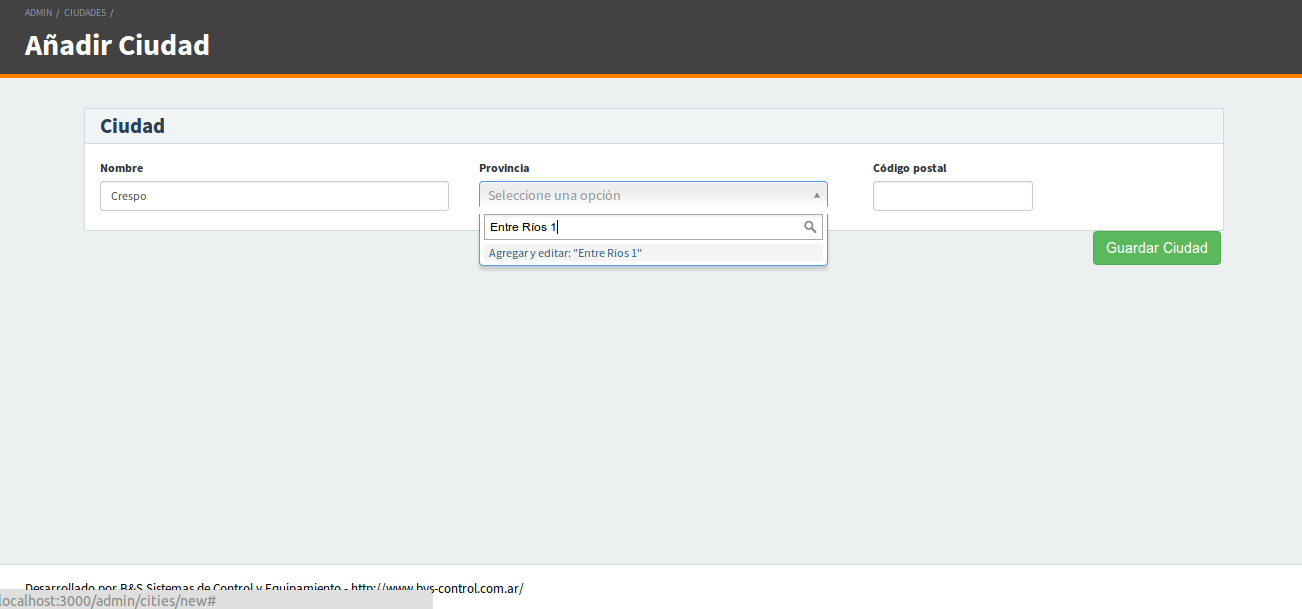 ADMIN / CIUDADES /
Añadir Ciudad
Ciudad
Nombre Provincia Código postal
Crespo Seleccione una opción
Entre Ríos 1
Agregar y editar: "Entre Ríos 1"
Guardar Ciudad
Desarrollado por B&S Sistemas de Control y Equipamiento - http://www.bys-control.com.ar/
localhost:3000/admin/cities/new#